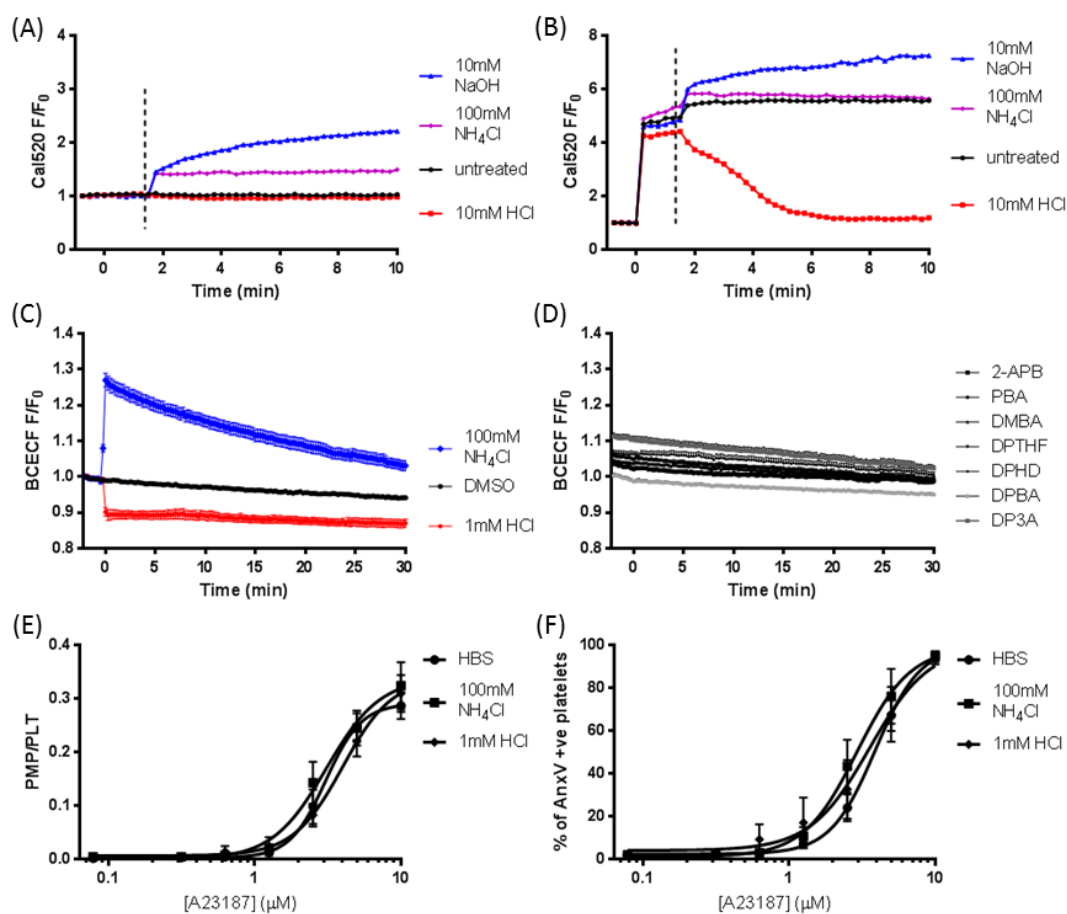 (A)
Cal520 F/F0
4
3
2
1
0
0 2 4 6 8 10
Time (min)
10mM
NaOH
100mM
NH4Cl
untreated
10mM HCl
(B)
Cal520 F/F0
8
6
4
2
0
0 2 4 6 8 10
Time (min)
10mM
NaOH
100mM
NH4Cl
untreated
10mM HCl
(C)
BCECF F/F0
1.4
1.3
1.2
1.1
1.0
0.9
0.8
0 5 10 15 20 25 30
Time (min)
100mM
NH4Cl
DMSO
1mM HCl
(D)
BCECF F/F0
1.4
1.3
1.2
1.1
1.0
0.9
0.8
0 5 10 15 20 25 30
Time (min)
2-APB
PBA
DMBA
DPTHF
DPHD
DPBA
DP3A
(E)
PMP/PLT
0.4
0.3
0.2
0.1
0.0
0.1 1 10
[A23187] (μM)
HBS
100mM
NH4Cl
1mM HCl
(F)
% of AnxV +ve platelets
100
80
60
40
20
0
0.1 1 10
[A23187] (μM)
HBS
100mM
NH4Cl
1mM HCl